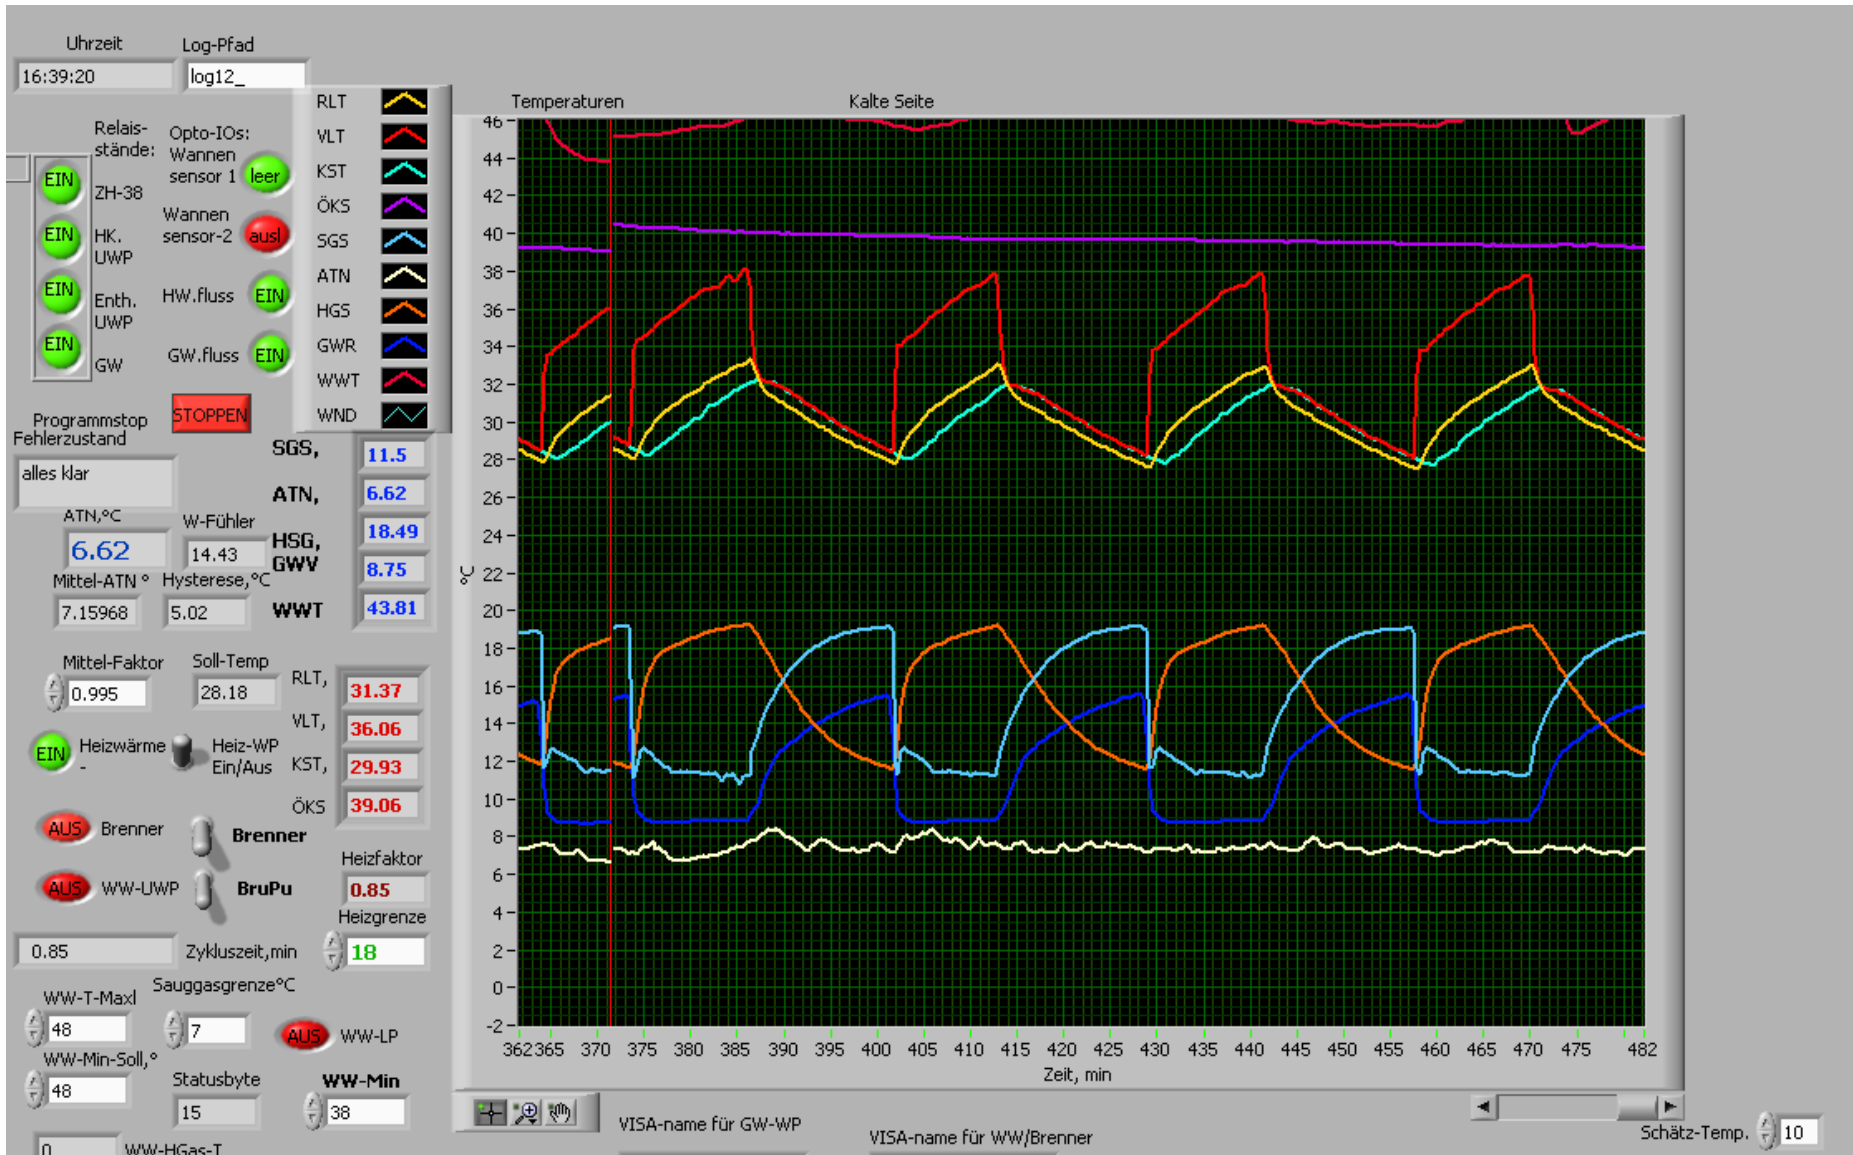 Uhrzeit
Log-Pfad
16:39:20
log12_
Relais-
stände:
EIN
ZH-38
EIN
HK.
UWP
EIN
Enth.
UWP
EIN
GW
Opto-IOs:
Wannen
sensor 1
leer
Wannen
sensor-2
ausl
HW.fluss
EIN
GW.fluss
EIN
RLT
VLT
KST
ÖKS
SGS
ATN
HGS
GWR
WWT
WND
Programmstop
STOPPEN
Fehlerzustand
alles klar
SGS,
11.5
ATN,
6.62
HSG,
18.49
GWV
8.75
WWT
43.81
ATN,°C
6.62
W-Fühler
14.43
Mittel-ATN °
7.15968
Hysterese,°C
5.02
Mittel-Faktor
0.995
Soll-Temp
28.18
RLT,
31.37
VLT,
36.06
KST,
29.93
ÖKS
39.06
EIN
Heizwärme
-
Heiz-WP
Ein/Aus
AUS
Brenner
Brenner
AUS
WW-UWP
BruPu
Heizfaktor
0.85
Heizgrenze
18
0.85
Zykluszeit,min
WW-T-Maxl
48
Sauggasgrenze°C
7
AUS
WW-LP
WW-Min-Soll,°
48
Statusbyte
15
WW-Min
38
0
WW-HGas-T
Temperaturen
Kalte Seite
°C
46
44
42
40
38
36
34
32
30
28
26
24
22
20
18
16
14
12
10
8
6
4
2
0
-2
362 365 370 375 380 385 390 395 400 405 410 415 420 425 430 435 440 445 450 455 460 465 470 475 482
Zeit, min
VISA-name für GW-WP
VISA-name für WW/Brenner
Schätz-Temp.
10